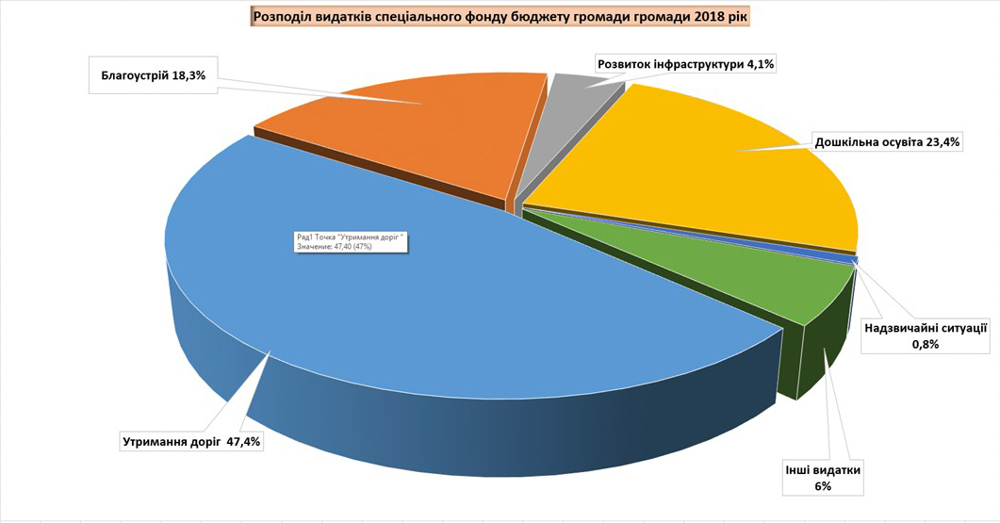 Розподіл видатків спеціального фонду бюджету громади громади 2018 рік
Благоустрій 18,3%
Розвиток інфраструктури 4,1%
Дошкільна осувіта 23,4%
Ряд1 Точка "Утримання доріг "
Значение: 47,40 (47%)
Надзвичайні ситуації
0,8%
Утримання доріг 47,4%
Інші видатки
6%